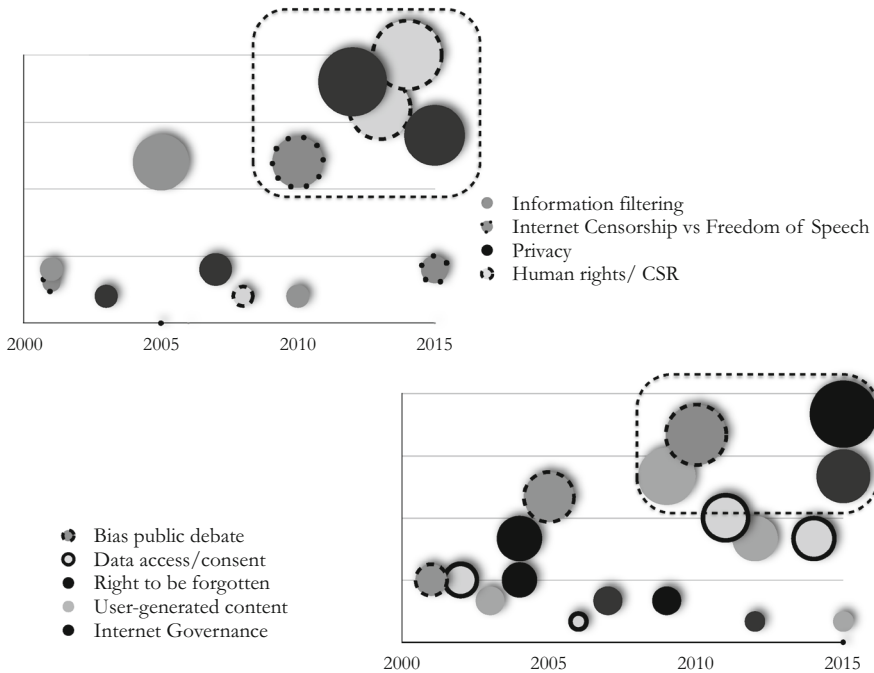 Information filtering
Internet Censorship vs Freedom of Speech
Privacy
Human rights/ CSR
2000 2005 2010 2015
Bias public debate
Data access/consent
Right to be forgotten
User-generated content
Internet Governance
2000 2005 2010 2015